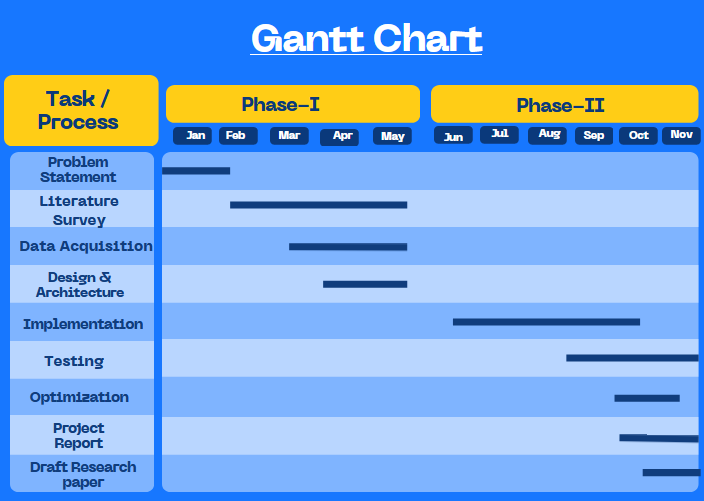 Gantt Chart
Task /
Process
Phase-I
Phase-II
Jan Feb Mar Apr May Jun Jul Aug Sep Oct Nov
Problem
Statement
Literature
Survey
Data Acquisition
Design &
Architecture
Implementation
Testing
Optimization
Project
Report
Draft Research
paper